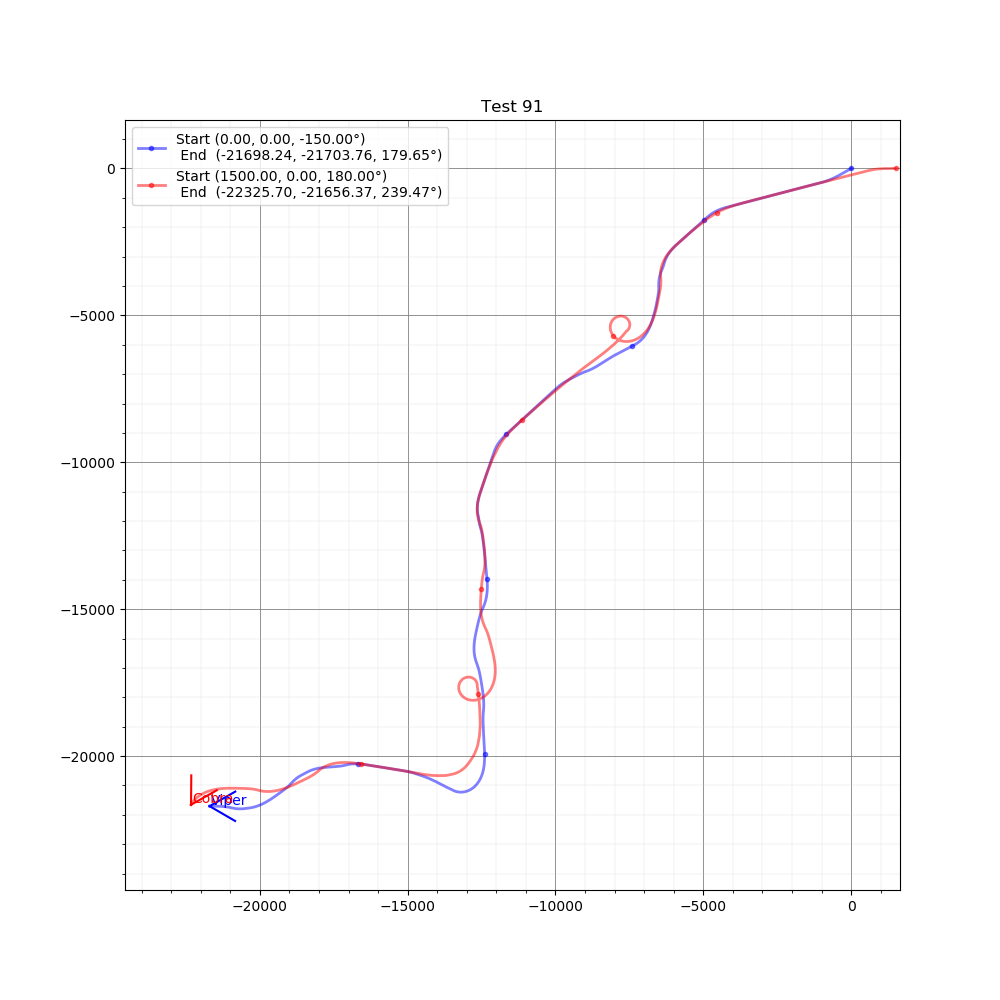 Test 91
Start (0.00, 0.00, -150.00°)
End (-21698.24, -21703.76, 179.65°)
Start (1500.00, 0.00, 180.00°)
End (-22325.70, -21656.37, 239.47°)
0
−5000
−10000
−15000
−20000
−20000
−15000
−10000
−5000
0